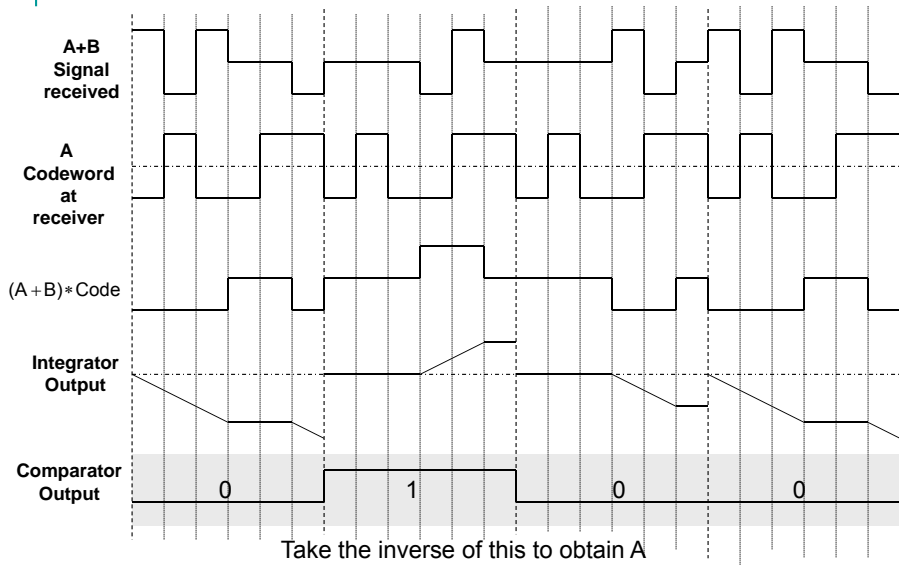 A+B
Signal
received
A
Codeword
at
receiver
(A+B)∗Code
Integrator
Output
Comparator
Output
0
1
0
0
Take the inverse of this to obtain A